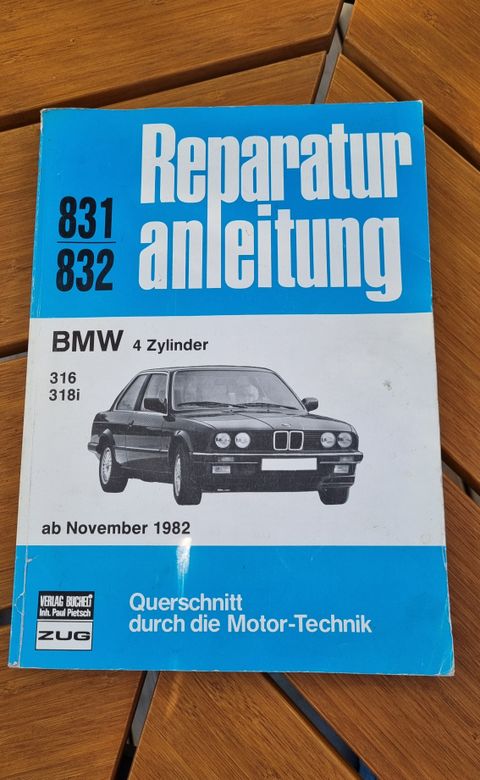 Reparatur
anleitung
831
832
BMW 4 Zylinder
316
318i
ab November 1982
VERLAG BUCHELI
Inh. Paul Pietsch
ZUG
Querschnitt
durch die Motor-Technik